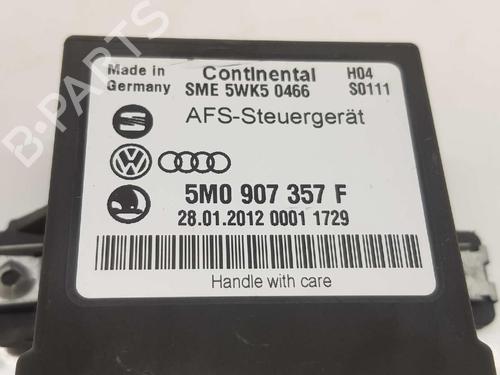 B-PARTS
Made in
Germany
Continental
SME 5WK5 0466
H04
S0111
AFS-Steuergerät
5M0 907 357 F
28.01.2012 0001 1729
Handle with care